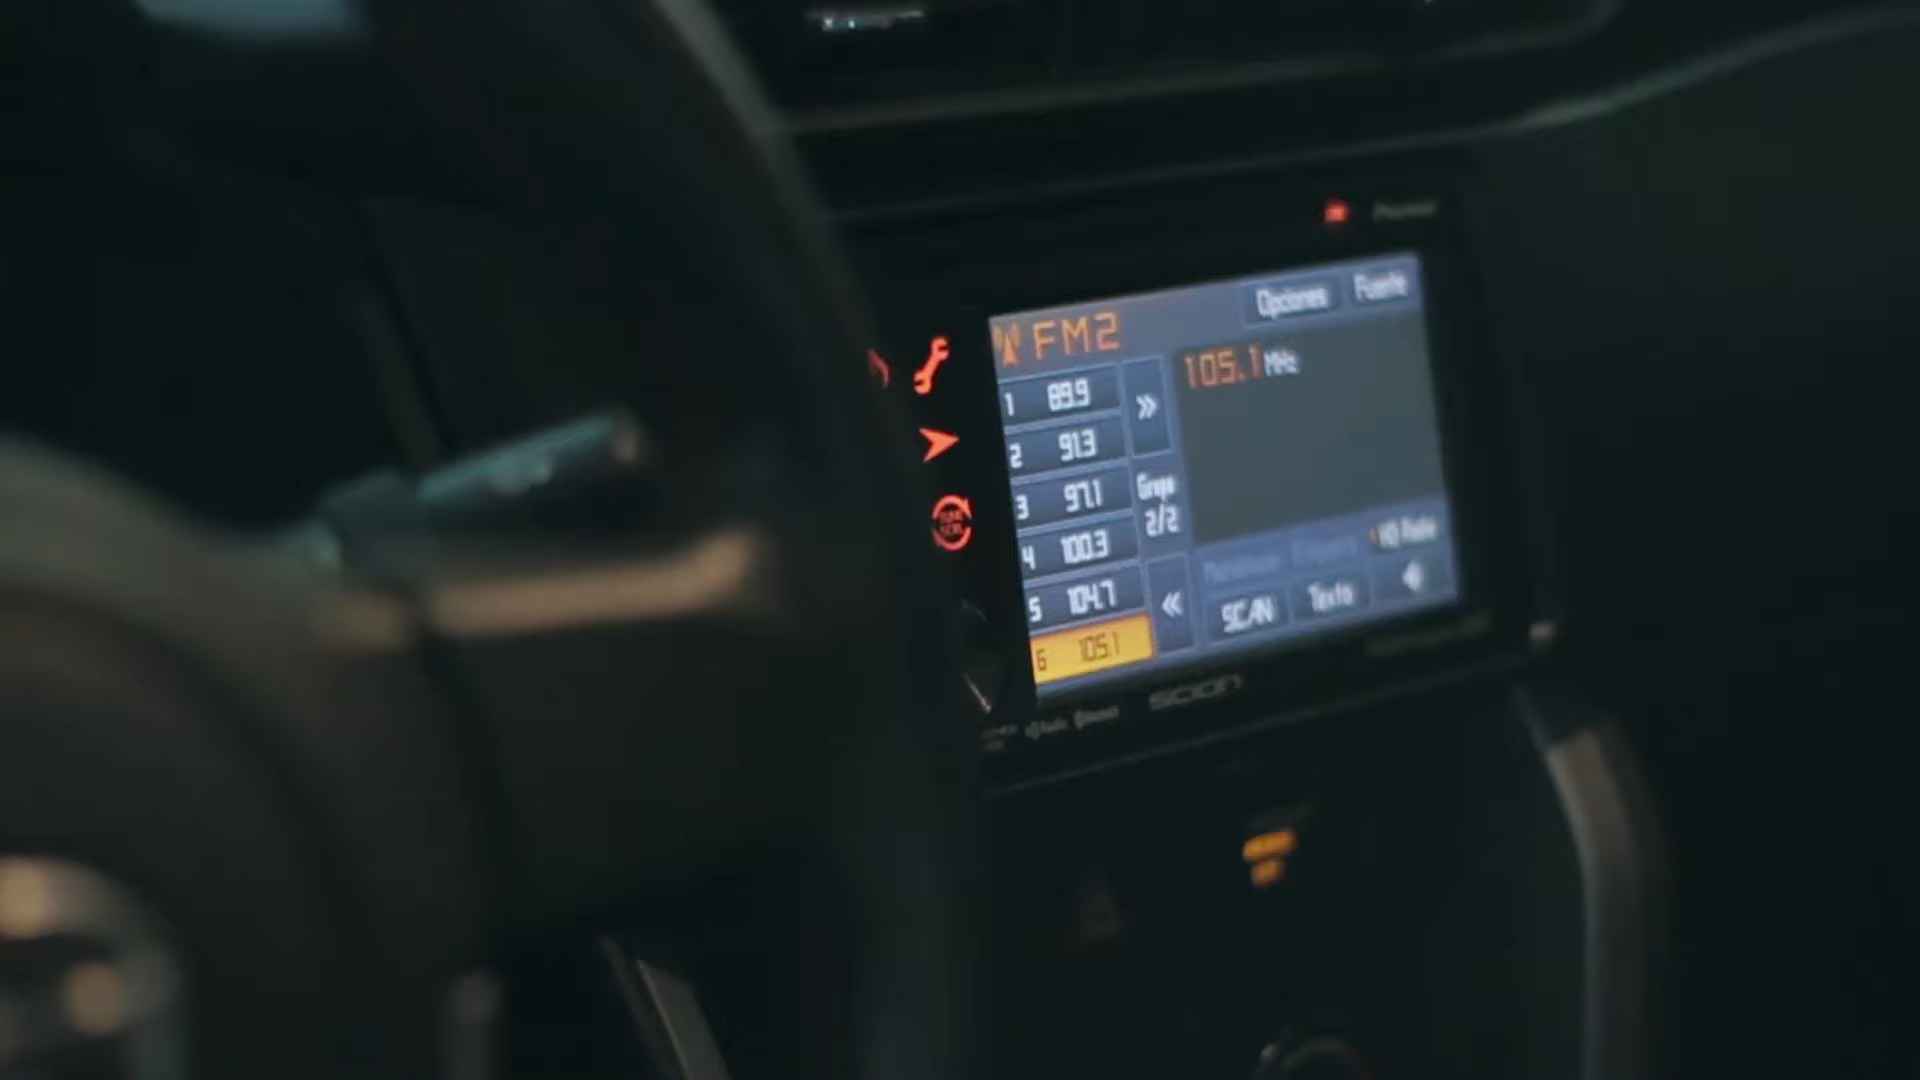 Pioneer
Opciones Fuente
FM2
105.1 MHz
1 89.9
2 91.3
3 97.1
4 100.3
5 104.7
6 105.1
Grupo
2/2
HD Radio
SCAN Texto
SCION